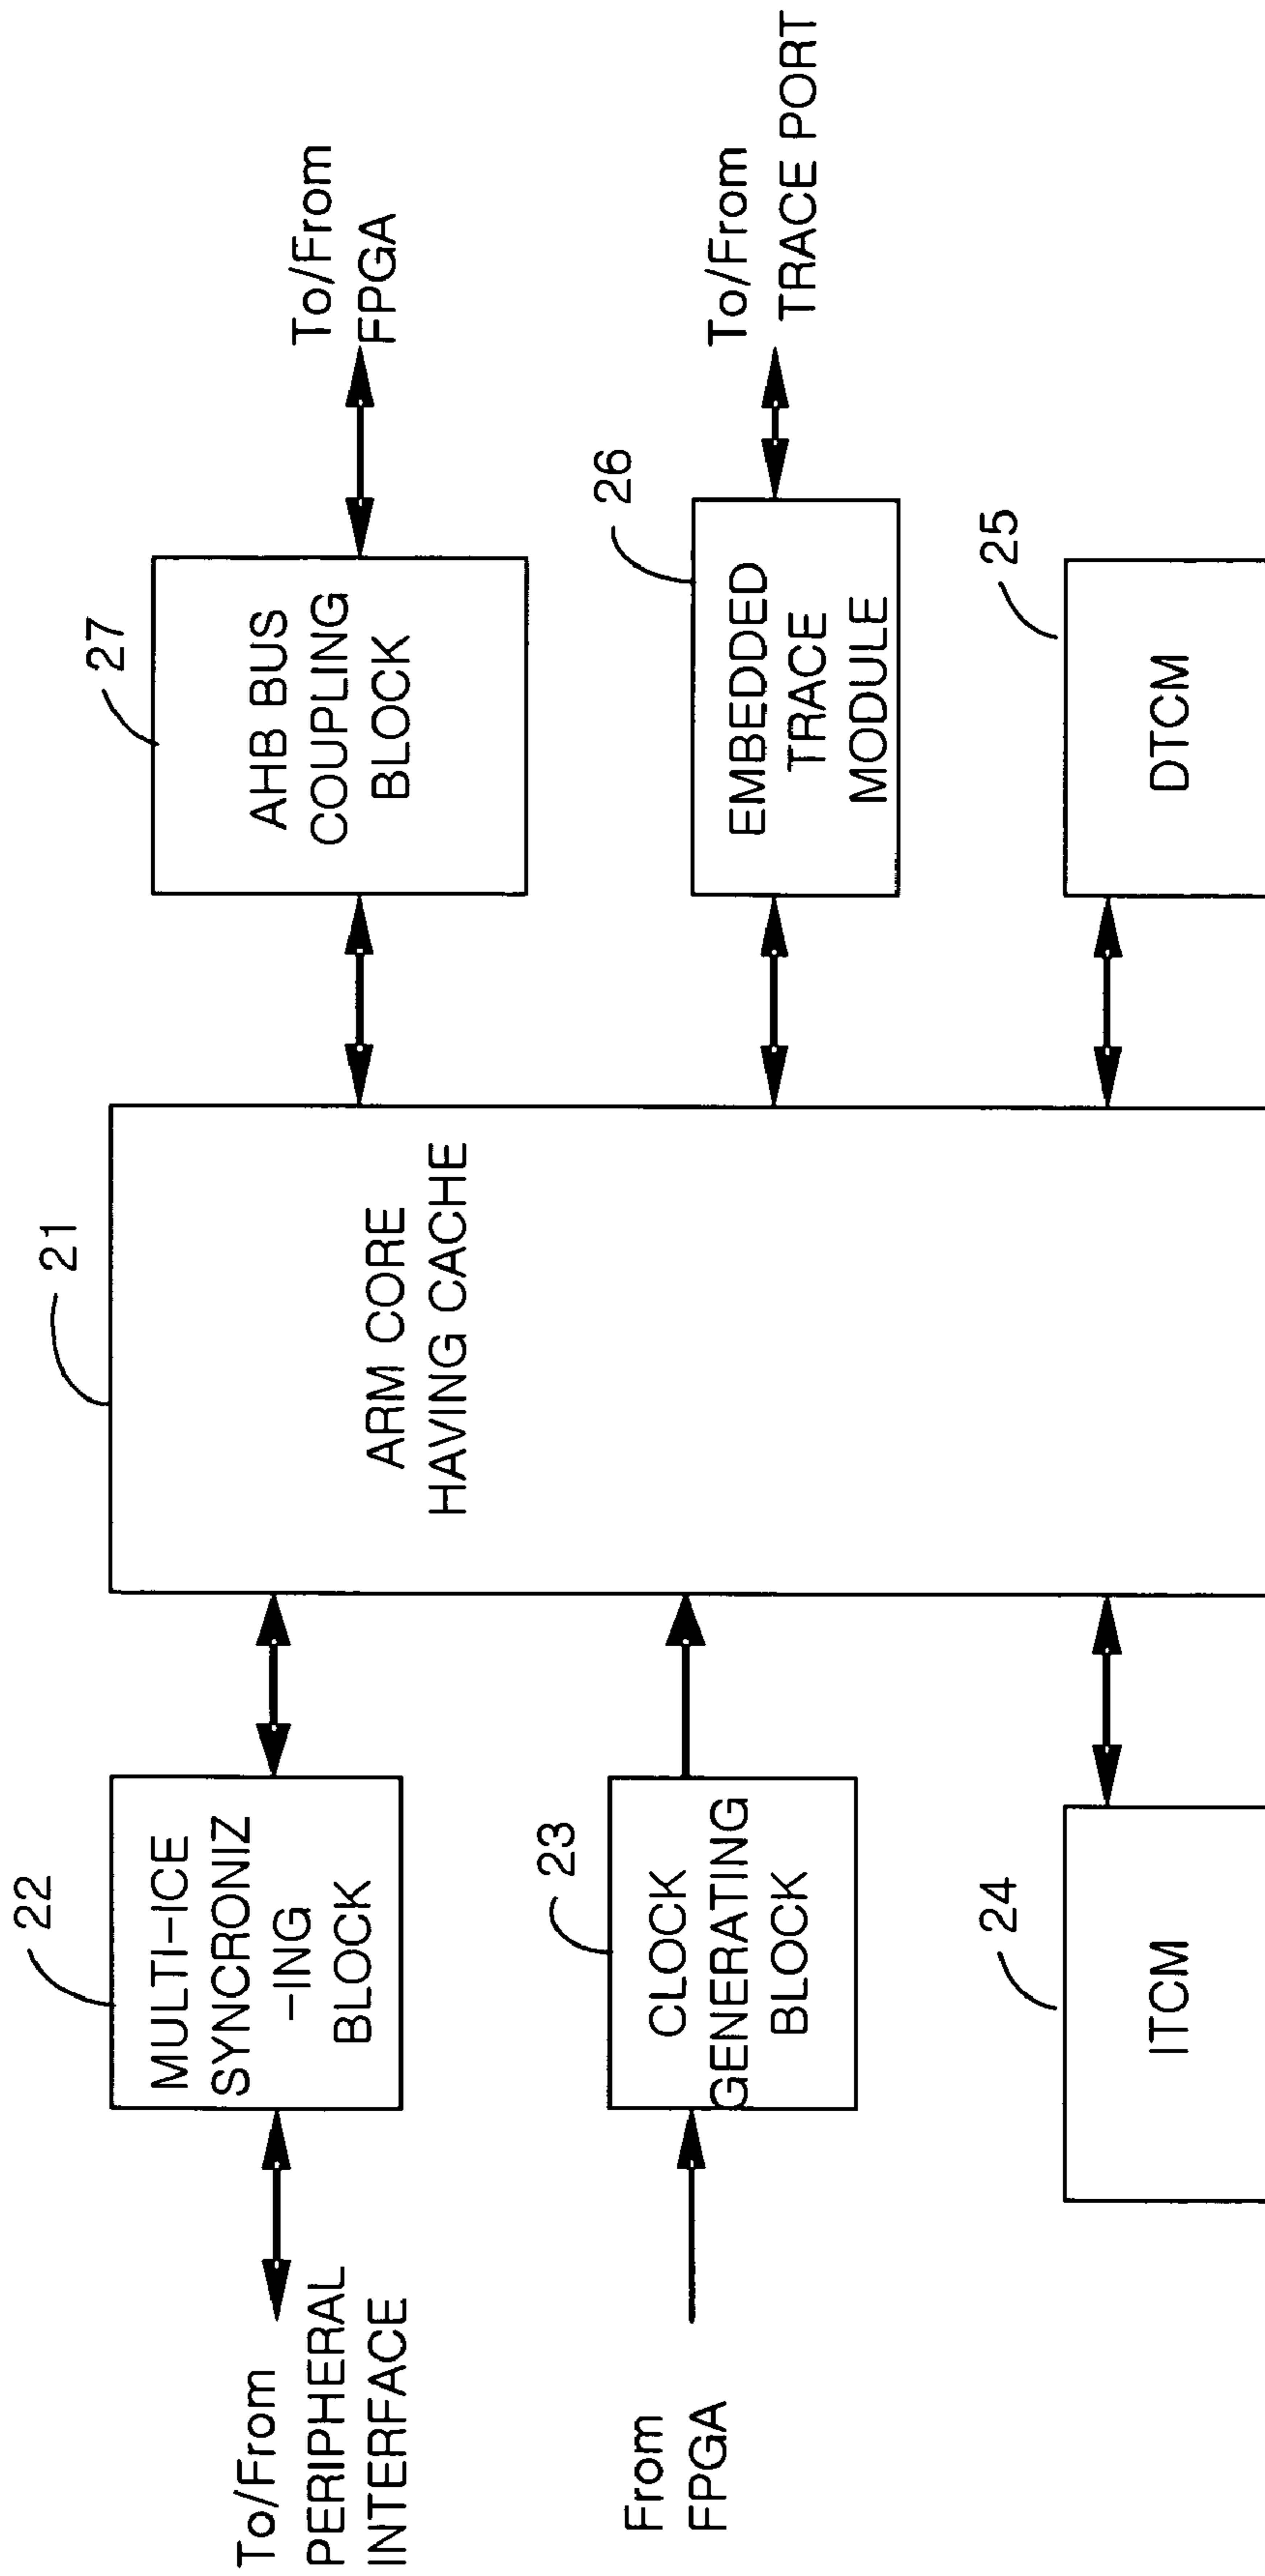 21
ARM CORE
HAVING CACHE
22
MULTI-ICE
SYNCRONIZ
-ING
BLOCK
To/From
PERIPHERAL
INTERFACE
23
CLOCK
GENERATING
BLOCK
From
FPGA
24
ITCM
27
AHB BUS
COUPLING
BLOCK
To/From
FPGA
26
EMBEDDED
TRACE
MODULE
To/From
TRACE PORT
25
DTCM